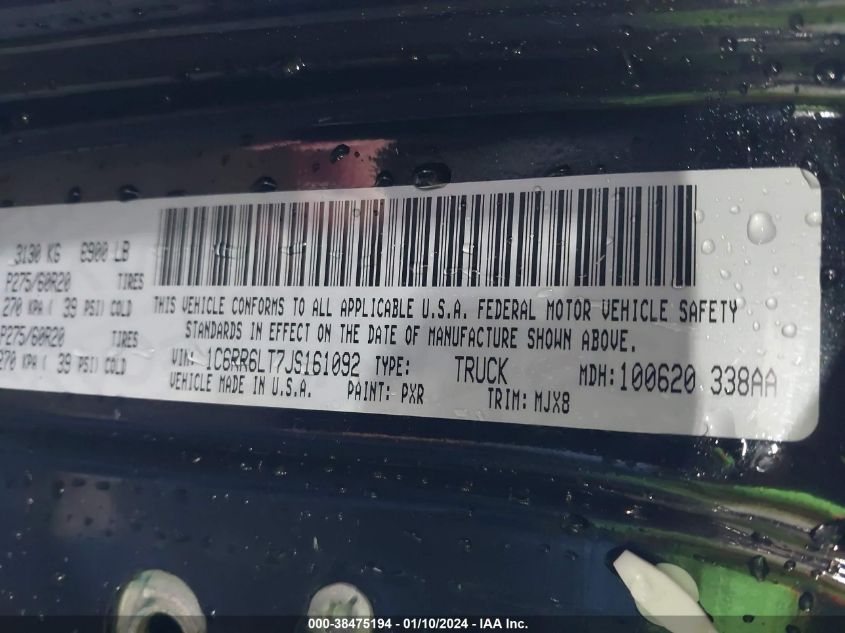 3130 KG 6900 LB
P275/60R20 TIRES
270 KPA ( 39 PSI) COLD
P275/60R20 TIRES
270 KPA ( 39 PSI) COLD
THIS VEHICLE CONFORMS TO ALL APPLICABLE U.S.A. FEDERAL MOTOR VEHICLE SAFETY
STANDARDS IN EFFECT ON THE DATE OF MANUFACTURE SHOWN ABOVE.
VIN: 1C6RR6LT7JS161092 TYPE: TRUCK MDH:100620 338AA
VEHICLE MADE IN U.S.A. PAINT: PXR TRIM: MJX8
000-38475194 - 01/10/2024 - IAA Inc.